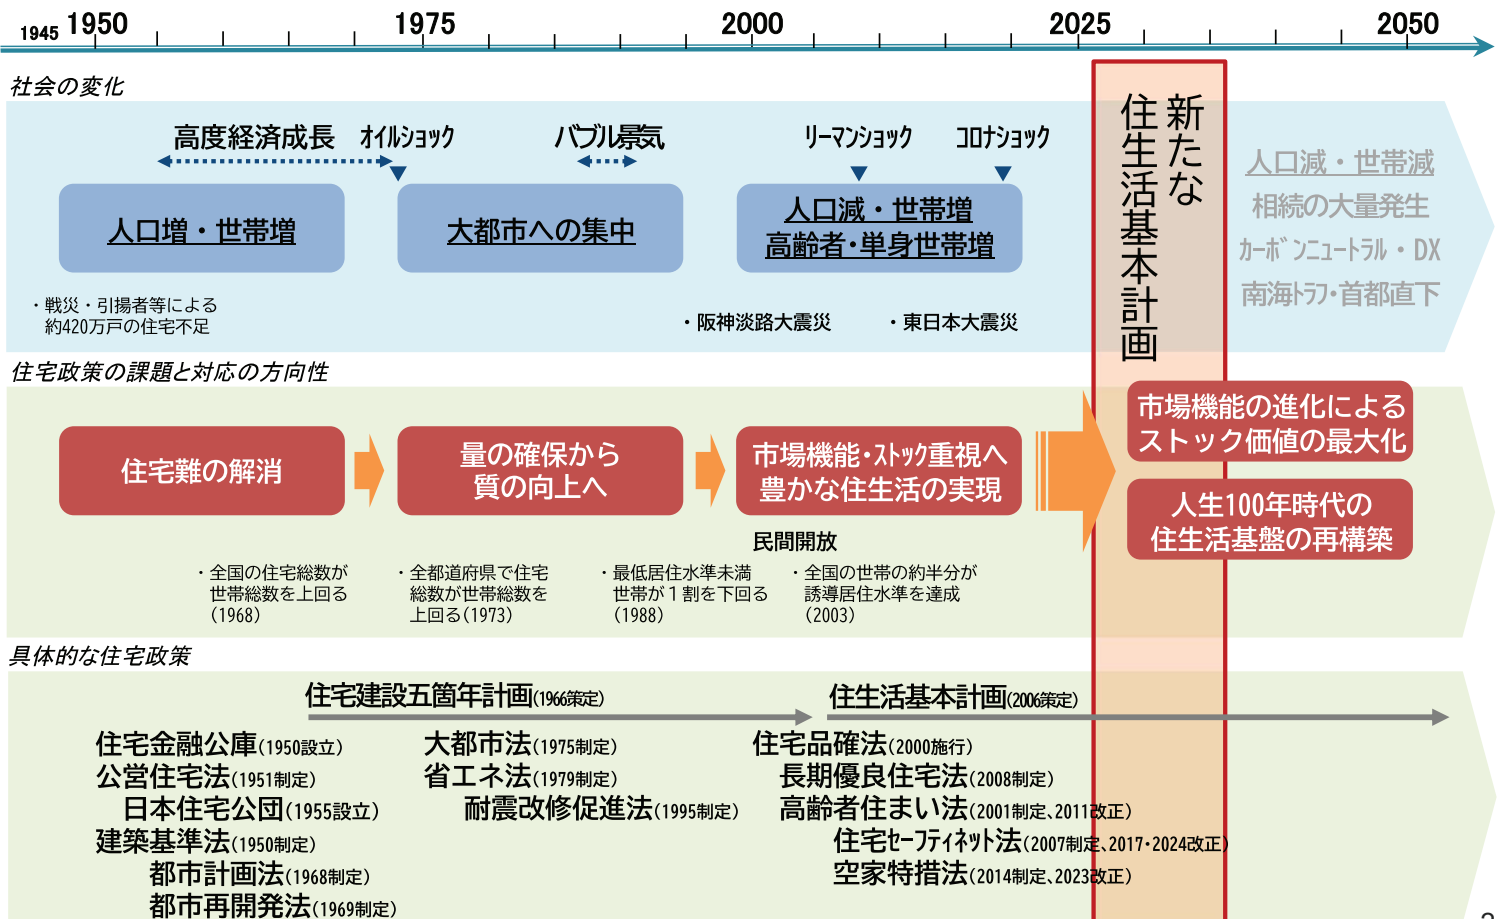 1945 1950 1975 2000 2025 2050
社会の変化
高度経済成長 オイルショック バブル景気 リーマンショック コロナショック
人口増・世帯増
大都市への集中
人口減・世帯増
高齢者・単身世帯増
・戦災・引揚者等による
約420万戸の住宅不足
・阪神淡路大震災
・東日本大震災
新たな
住生活基本計画
人口減・世帯減
相続の大量発生
カーボンニュートラル・DX
南海トラフ・首都直下
住宅政策の課題と対応の方向性
住宅難の解消
量の確保から
質の向上へ
市場機能・ストック重視へ
豊かな住生活の実現
市場機能の進化による
ストック価値の最大化
人生100年時代の
住生活基盤の再構築
民間開放
・全国の住宅総数が
世帯総数を上回る
(1968)
・全都道府県で住宅
総数が世帯総数を
上回る(1973)
・最低居住水準未満
世帯が1割を下回る
(1988)
・全国の世帯の約半分が
誘導居住水準を達成
(2003)
具体的な住宅政策
住宅建設五箇年計画(1966策定)
住生活基本計画(2006策定)
住宅金融公庫(1950設立)
公営住宅法(1951制定)
日本住宅公団(1955設立)
建築基準法(1950制定)
都市計画法(1968制定)
都市再開発法(1969制定)
大都市法(1975制定)
省エネ法(1979制定)
耐震改修促進法(1995制定)
住宅品確法(2000施行)
長期優良住宅法(2008制定)
高齢者住まい法(2001制定、2011改正)
住宅セーフティネット法(2007制定、2017・2024改正)
空家特措法(2014制定、2023改正)